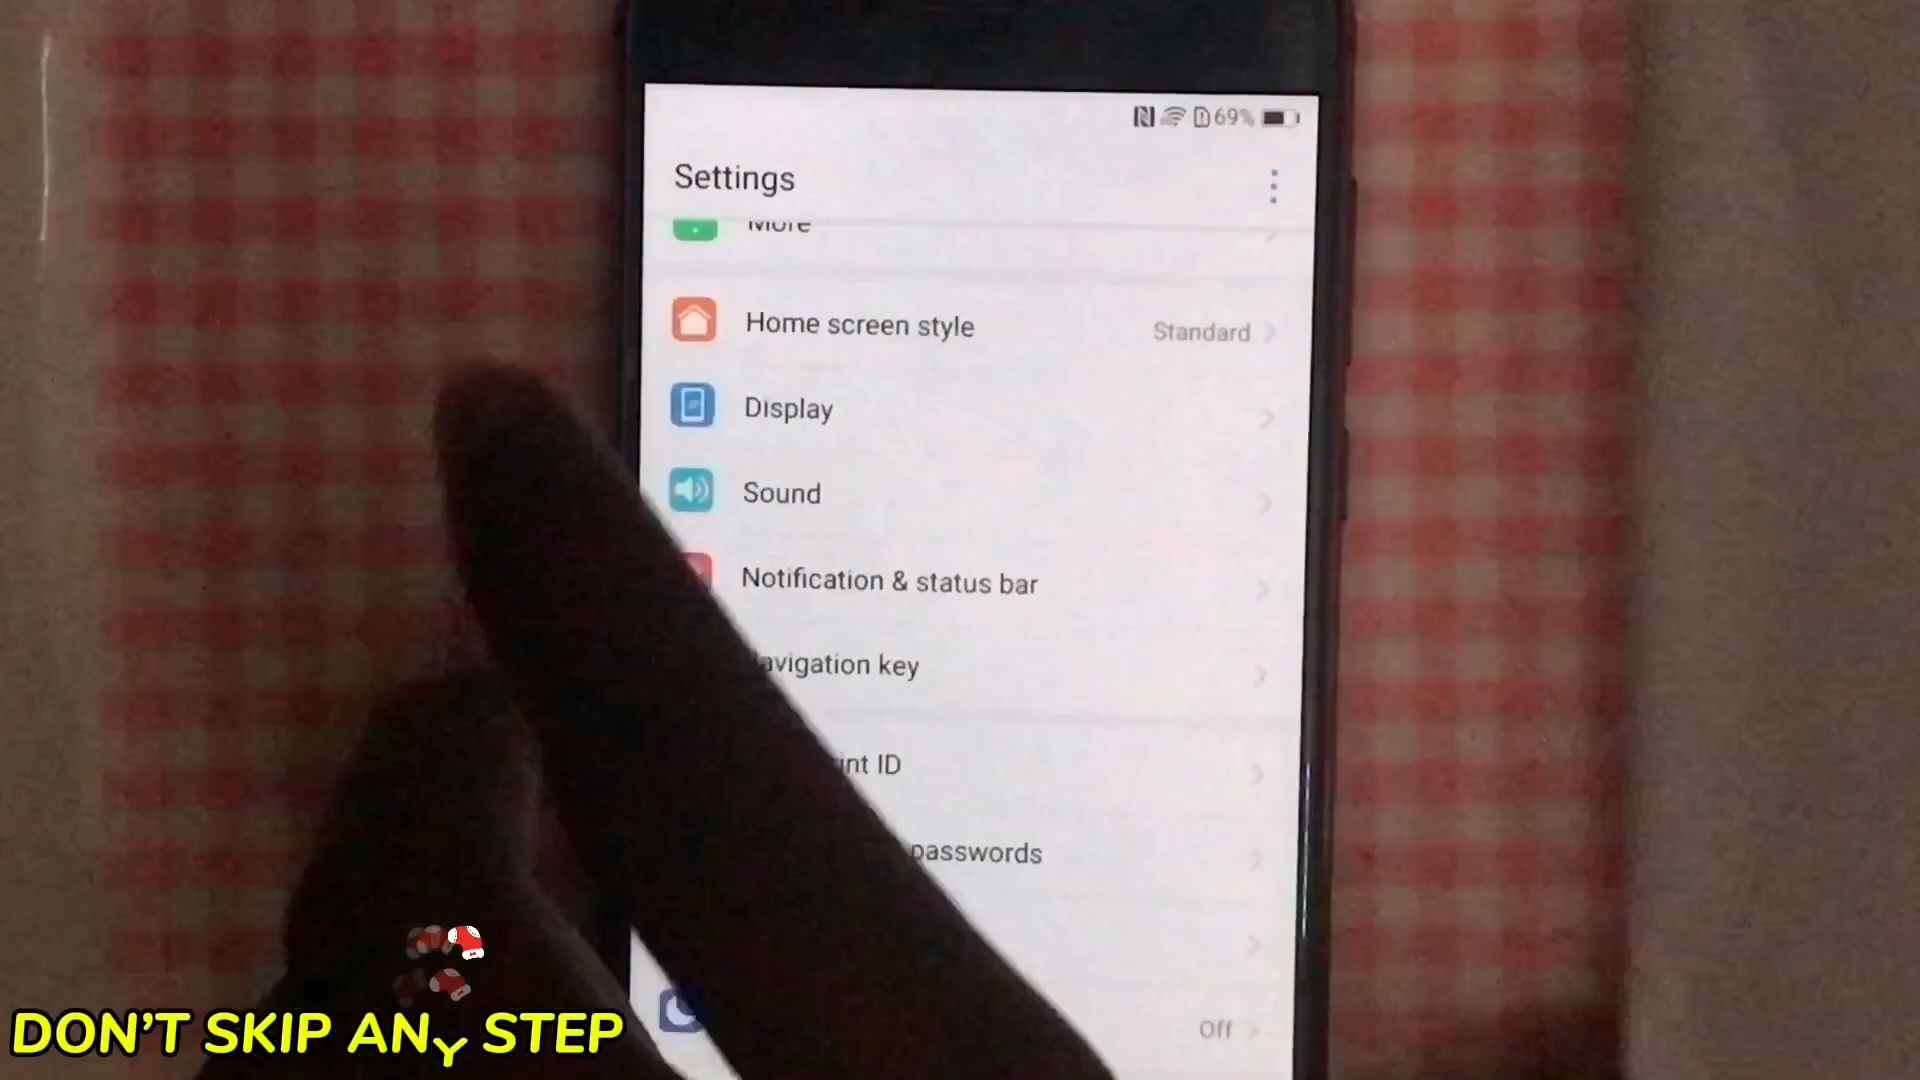 69%
Settings
More
Home screen style
Standard
Display
Sound
Notification & status bar
avigation key
int ID
passwords
Off
DON'T SKIP ANY STEP